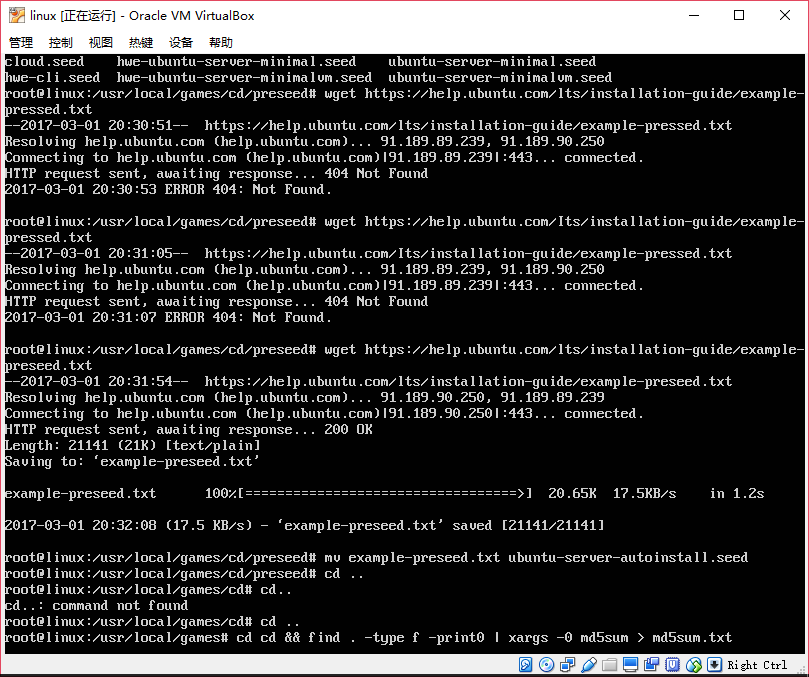 linux [正在运行] - Oracle VM VirtualBox
管理 控制 视图 热键 设备 帮助
cloud.seed    hwe-ubuntu-server-minimal.seed    ubuntu-server-minimal.seed
hwe-cli.seed  hwe-ubuntu-server-minimalvm.seed  ubuntu-server-minimalvm.seed
root@linux:/usr/local/games/cd/preseed# wget https://help.ubuntu.com/lts/installation-guide/example-
pressed.txt
--2017-03-01 20:30:51--  https://help.ubuntu.com/lts/installation-guide/example-pressed.txt
Resolving help.ubuntu.com (help.ubuntu.com)... 91.189.89.239, 91.189.90.250
Connecting to help.ubuntu.com (help.ubuntu.com)|91.189.89.239|:443... connected.
HTTP request sent, awaiting response... 404 Not Found
2017-03-01 20:30:53 ERROR 404: Not Found.
root@linux:/usr/local/games/cd/preseed# wget https://help.ubuntu.com/Its/installation-guide/example-
pressed.txt
--2017-03-01 20:31:05--  https://help.ubuntu.com/Its/installation-guide/example-pressed.txt
Resolving help.ubuntu.com (help.ubuntu.com)... 91.189.89.239, 91.189.90.250
Connecting to help.ubuntu.com (help.ubuntu.com)|91.189.89.239|:443... connected.
HTTP request sent, awaiting response... 404 Not Found
2017-03-01 20:31:07 ERROR 404: Not Found.
root@linux:/usr/local/games/cd/preseed# wget https://help.ubuntu.com/lts/installation-guide/example-
preseed.txt
--2017-03-01 20:31:54--  https://help.ubuntu.com/lts/installation-guide/example-preseed.txt
Resolving help.ubuntu.com (help.ubuntu.com)... 91.189.90.250, 91.189.89.239
Connecting to help.ubuntu.com (help.ubuntu.com)|91.189.90.250|:443... connected.
HTTP request sent, awaiting response... 200 OK
Length: 21141 (21K) [text/plain]
Saving to: ‘example-preseed.txt’
example-preseed.txt      100%[==================================>]  20.65K  17.5KB/s    in 1.2s
2017-03-01 20:32:08 (17.5 KB/s) - ‘example-preseed.txt’ saved [21141/21141]
root@linux:/usr/local/games/cd/preseed# mv example-preseed.txt ubuntu-server-autoinstall.seed
root@linux:/usr/local/games/cd/preseed# cd ..
root@linux:/usr/local/games/cd# cd..
cd..: command not found
root@linux:/usr/local/games/cd# cd ..
root@linux:/usr/local/games# cd cd && find . -type f -print0 | xargs -0 md5sum > md5sum.txt
Right Ctrl